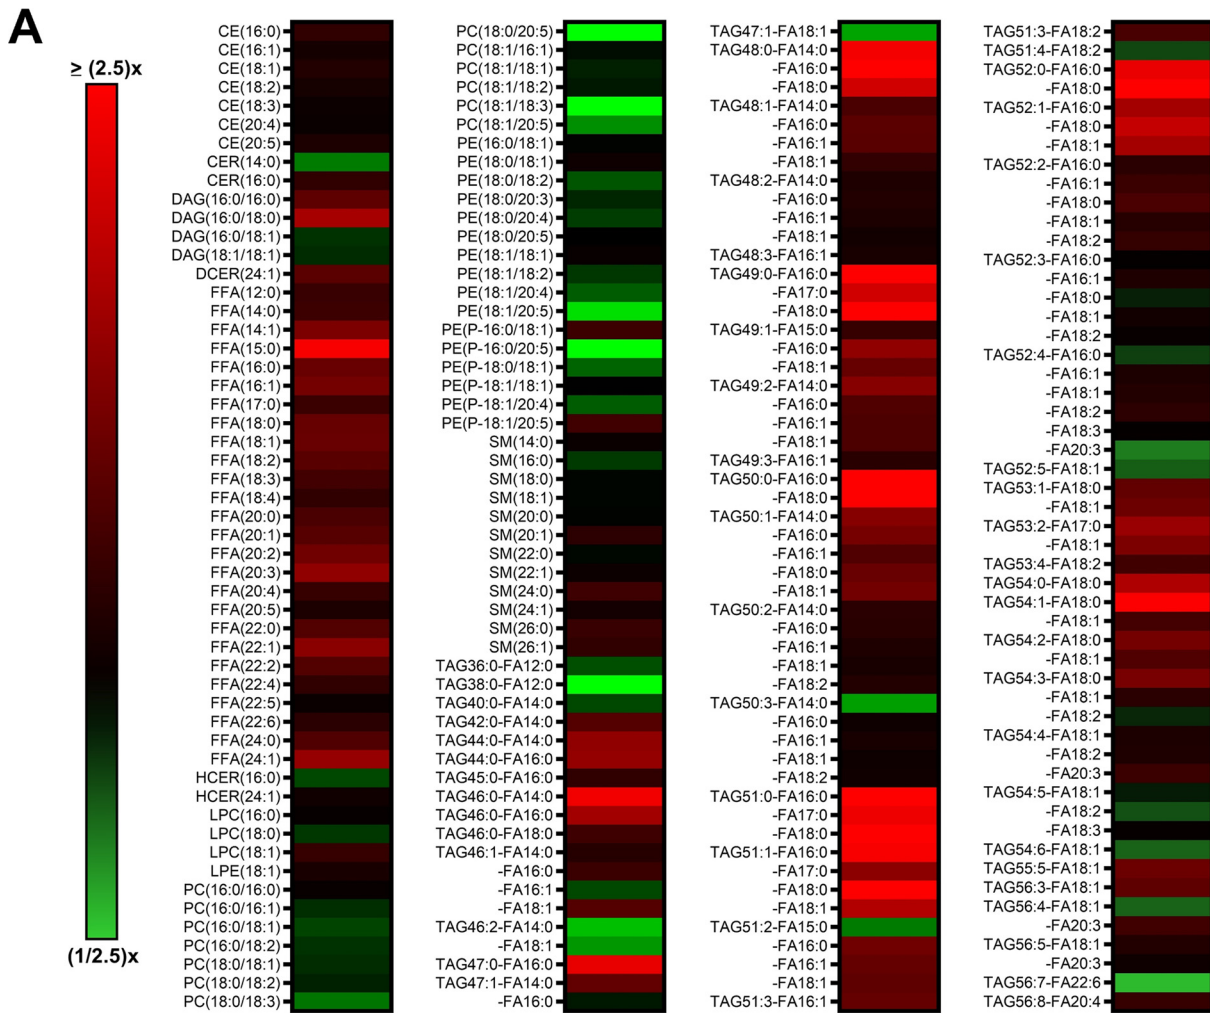 A
≥ (2.5)x
(1/2.5)x
CE(16:0)
CE(16:1)
CE(18:1)
CE(18:2)
CE(18:3)
CE(20:4)
CE(20:5)
CER(14:0)
CER(16:0)
DAG(16:0/16:0)
DAG(16:0/18:0)
DAG(16:0/18:1)
DAG(18:1/18:1)
DCER(24:1)
FFA(12:0)
FFA(14:0)
FFA(14:1)
FFA(15:0)
FFA(16:0)
FFA(16:1)
FFA(17:0)
FFA(18:0)
FFA(18:1)
FFA(18:2)
FFA(18:3)
FFA(18:4)
FFA(20:0)
FFA(20:1)
FFA(20:2)
FFA(20:3)
FFA(20:4)
FFA(20:5)
FFA(22:0)
FFA(22:1)
FFA(22:2)
FFA(22:4)
FFA(22:5)
FFA(22:6)
FFA(24:0)
FFA(24:1)
HCER(16:0)
HCER(24:1)
LPC(16:0)
LPC(18:0)
LPC(18:1)
LPE(18:1)
PC(16:0/16:0)
PC(16:0/16:1)
PC(16:0/18:1)
PC(16:0/18:2)
PC(18:0/18:1)
PC(18:0/18:2)
PC(18:0/18:3)
PC(18:0/20:5)
PC(18:1/16:1)
PC(18:1/18:1)
PC(18:1/18:2)
PC(18:1/18:3)
PC(18:1/20:5)
PE(16:0/18:1)
PE(18:0/18:1)
PE(18:0/18:2)
PE(18:0/20:3)
PE(18:0/20:4)
PE(18:0/20:5)
PE(18:1/18:1)
PE(18:1/18:2)
PE(18:1/20:4)
PE(18:1/20:5)
PE(P-16:0/18:1)
PE(P-16:0/20:5)
PE(P-18:0/18:1)
PE(P-18:1/18:1)
PE(P-18:1/20:4)
PE(P-18:1/20:5)
SM(14:0)
SM(16:0)
SM(18:0)
SM(18:1)
SM(20:0)
SM(20:1)
SM(22:0)
SM(22:1)
SM(24:0)
SM(24:1)
SM(26:0)
SM(26:1)
TAG36:0-FA12:0
TAG38:0-FA12:0
TAG40:0-FA14:0
TAG42:0-FA14:0
TAG44:0-FA14:0
TAG44:0-FA16:0
TAG45:0-FA16:0
TAG46:0-FA14:0
TAG46:0-FA16:0
TAG46:0-FA18:0
TAG46:1-FA14:0
-FA16:0
-FA16:1
-FA18:1
TAG46:2-FA14:0
-FA18:1
TAG47:0-FA16:0
TAG47:1-FA14:0
-FA16:0
TAG47:1-FA18:1
TAG48:0-FA14:0
-FA16:0
-FA18:0
TAG48:1-FA14:0
-FA16:0
-FA16:1
-FA18:1
TAG48:2-FA14:0
-FA16:0
-FA16:1
-FA18:1
TAG48:3-FA16:1
TAG49:0-FA16:0
-FA17:0
-FA18:0
TAG49:1-FA15:0
-FA16:0
-FA18:1
TAG49:2-FA14:0
-FA16:0
-FA16:1
-FA18:1
TAG49:3-FA16:1
TAG50:0-FA16:0
-FA18:0
TAG50:1-FA14:0
-FA16:0
-FA16:1
-FA18:0
-FA18:1
TAG50:2-FA14:0
-FA16:0
-FA16:1
-FA18:1
-FA18:2
TAG50:3-FA14:0
-FA16:0
-FA16:1
-FA18:1
-FA18:2
TAG51:0-FA16:0
-FA17:0
-FA18:0
TAG51:1-FA16:0
-FA17:0
-FA18:0
-FA18:1
TAG51:2-FA15:0
-FA16:0
-FA16:1
-FA18:1
TAG51:3-FA16:1
TAG51:3-FA18:2
TAG51:4-FA18:2
TAG52:0-FA16:0
-FA18:0
TAG52:1-FA16:0
-FA18:0
-FA18:1
TAG52:2-FA16:0
-FA16:1
-FA18:0
-FA18:1
-FA18:2
TAG52:3-FA16:0
-FA16:1
-FA18:0
-FA18:1
-FA18:2
TAG52:4-FA16:0
-FA16:1
-FA18:1
-FA18:2
-FA18:3
-FA20:3
TAG52:5-FA18:1
TAG53:1-FA18:0
-FA18:1
TAG53:2-FA17:0
-FA18:1
TAG53:4-FA18:2
TAG54:0-FA18:0
TAG54:1-FA18:0
-FA18:1
TAG54:2-FA18:0
-FA18:1
TAG54:3-FA18:0
-FA18:1
-FA18:2
TAG54:4-FA18:1
-FA18:2
-FA20:3
TAG54:5-FA18:1
-FA18:2
-FA18:3
TAG54:6-FA18:1
TAG55:5-FA18:1
TAG56:3-FA18:1
TAG56:4-FA18:1
-FA20:3
TAG56:5-FA18:1
-FA20:3
TAG56:7-FA22:6
TAG56:8-FA20:4